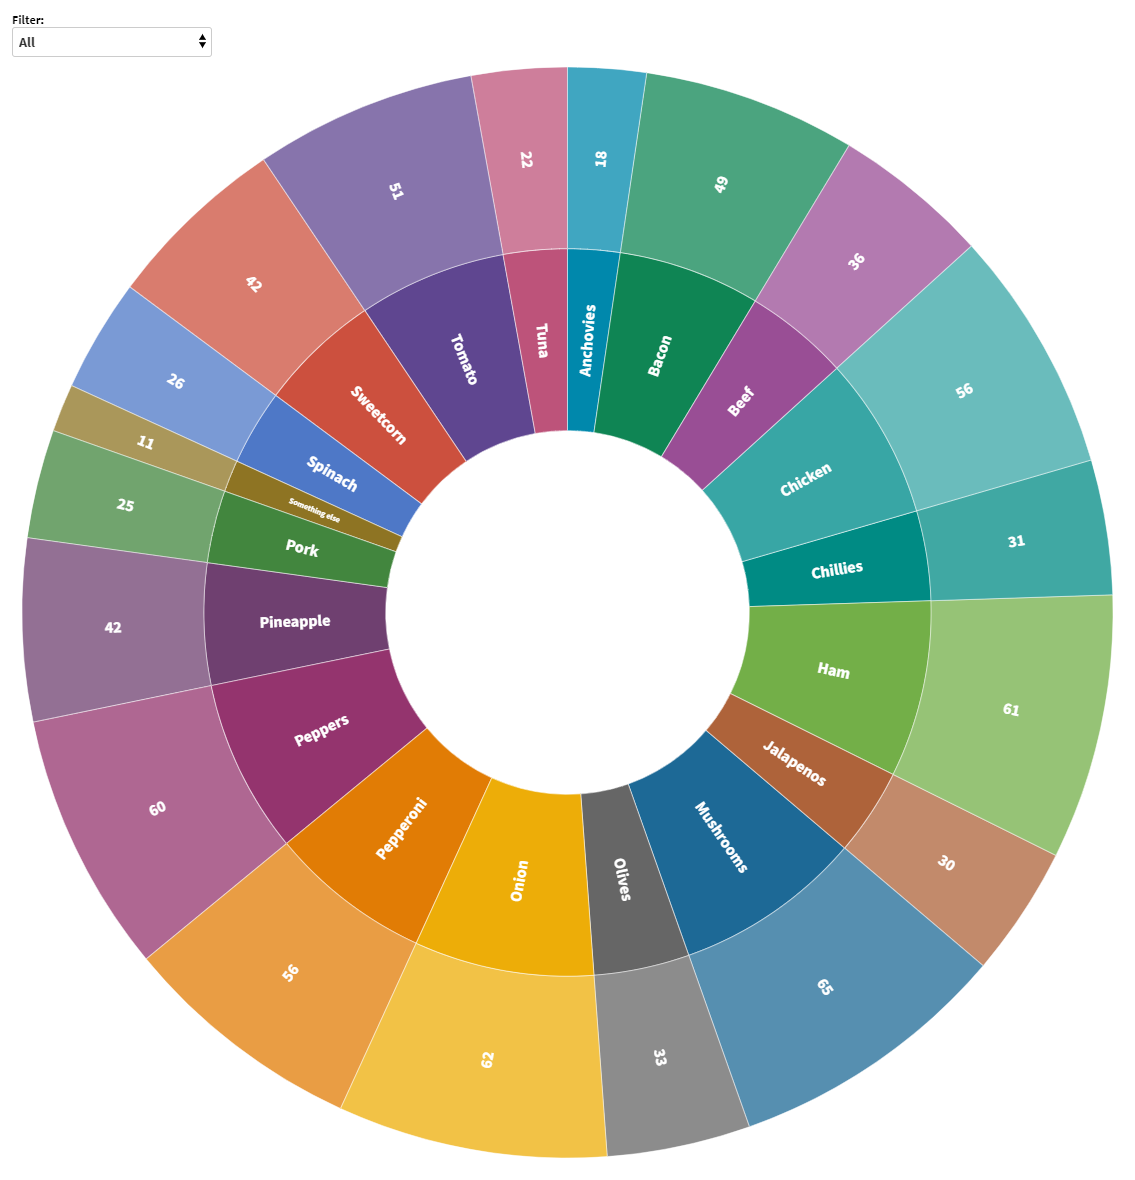 Filter:
All
Anchovies
18
Bacon
49
Beef
36
Chicken
56
Chillies
31
Ham
61
Jalapenos
30
Mushrooms
65
Olives
33
Onion
62
Pepperoni
56
Peppers
60
Pineapple
42
Pork
25
Something else
11
Spinach
26
Sweetcorn
42
Tomato
51
Tuna
22